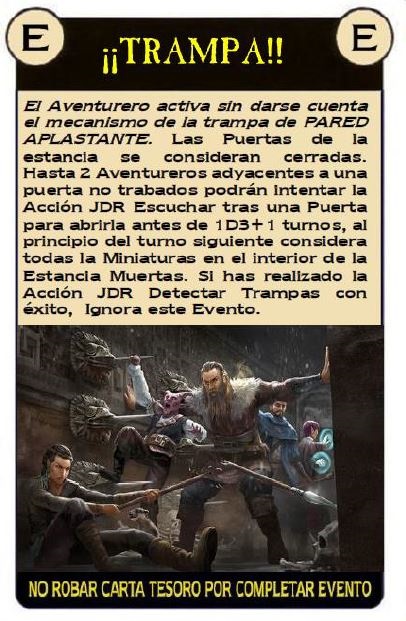 E E
¡¡TRAMPA!!
El Aventurero activa sin darse cuenta
el mecanismo de la trampa de PARED
APLASTANTE. Las Puertas de la
estancia se consideran cerradas.
Hasta 2 Aventureros adyacentes a una
puerta no trabados podrán intentar la
Acción JDR Escuchar tras una Puerta
para abrirla antes de 1D3+1 turnos, al
principio del turno siguiente considera
todas la Miniaturas en el interior de la
Estancia Muertas. Si has realizado la
Acción JDR Detectar Trampas con
éxito, Ignora este Evento.
NO ROBAR CARTA TESORO POR COMPLETAR EVENTO